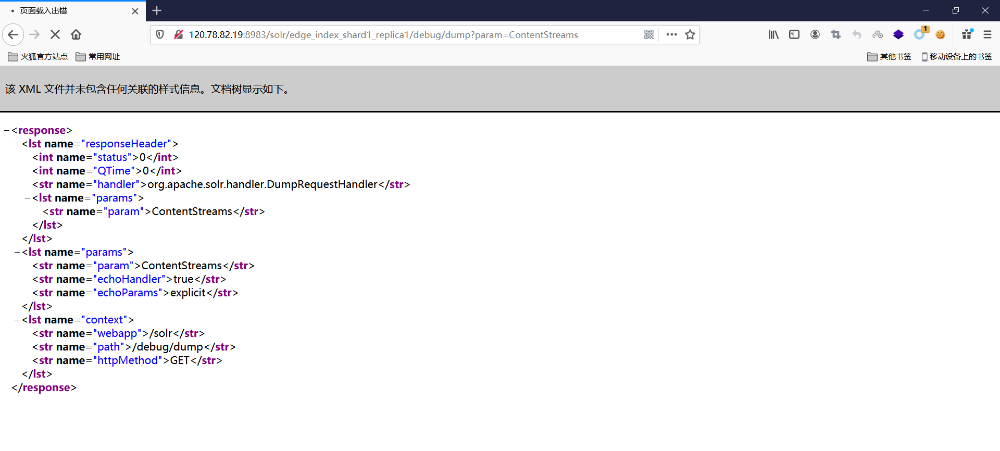 页面载入出错
120.78.82.19:8983/solr/edge_index_shard1_replica1/debug/dump?param=ContentStreams
1
火狐官方站点 常用网址 其他书签 移动设备上的书签
该 XML 文件并未包含任何关联的样式信息。文档树显示如下。
−<response>
−<lst name="responseHeader">
<int name="status">0</int>
<int name="QTime">0</int>
<str name="handler">org.apache.solr.handler.DumpRequestHandler</str>
−<lst name="params">
<str name="param">ContentStreams</str>
</lst>
</lst>
−<lst name="params">
<str name="param">ContentStreams</str>
<str name="echoHandler">true</str>
<str name="echoParams">explicit</str>
</lst>
−<lst name="context">
<str name="webapp">/solr</str>
<str name="path">/debug/dump</str>
<str name="httpMethod">GET</str>
</lst>
</response>